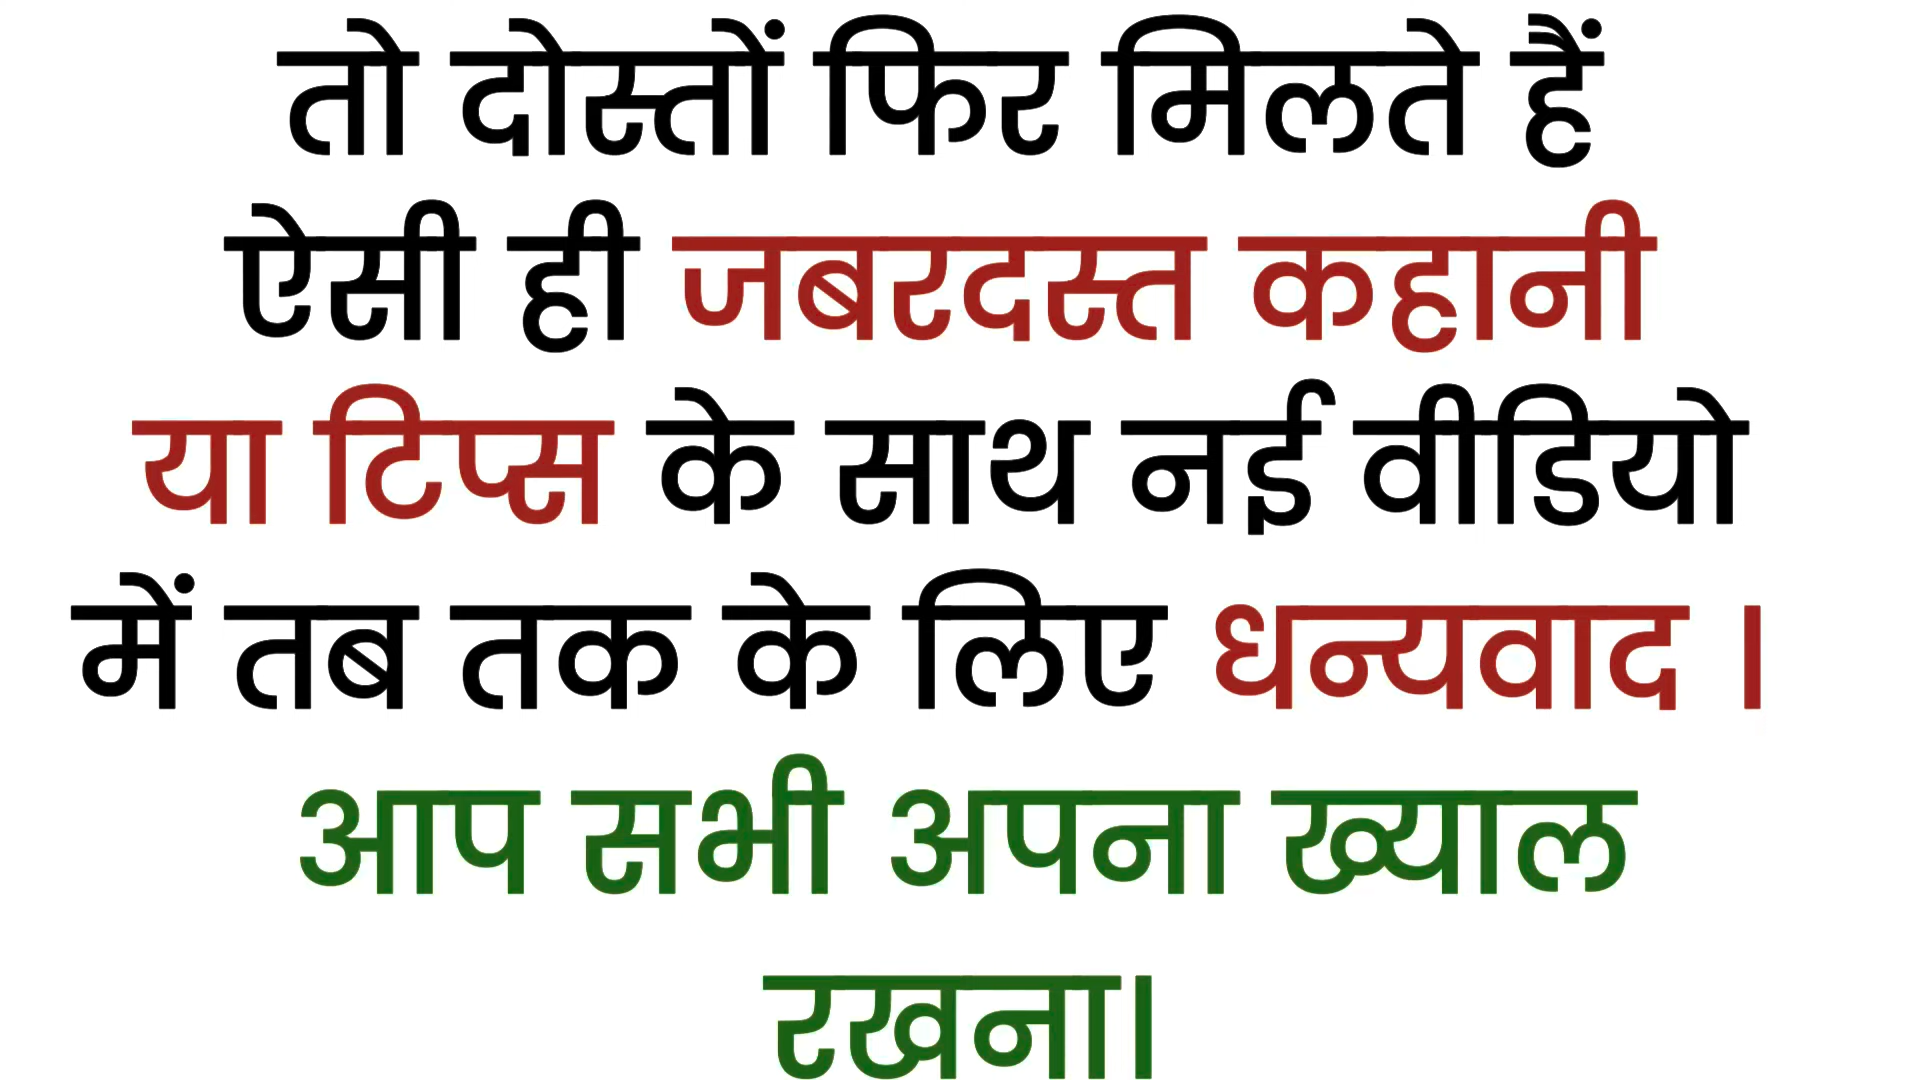 तो दोस्तों फिर मिलते हैं
ऐसी ही जबरदस्त कहानी
या टिप्स के साथ नई वीडियो
में तब तक के लिए धन्यवाद ।
आप सभी अपना ख्याल
रखना।